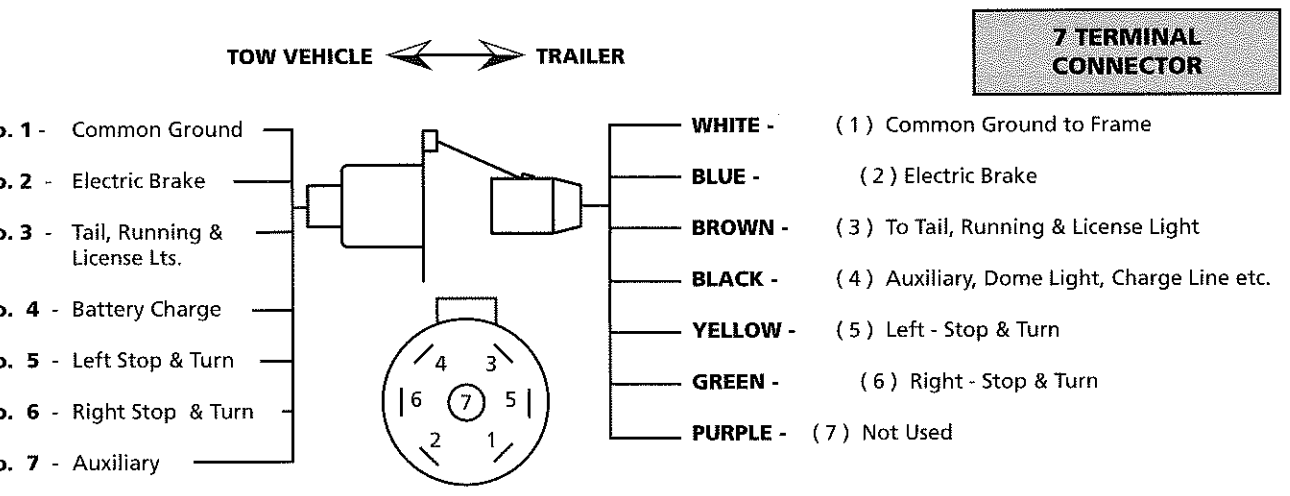 7 TERMINAL
CONNECTOR
TOW VEHICLE TRAILER
o. 1 - Common Ground
o. 2 - Electric Brake
o. 3 - Tail, Running &
License Lts.
o. 4 - Battery Charge
o. 5 - Left Stop & Turn
o. 6 - Right Stop & Turn
o. 7 - Auxiliary
WHITE - (1) Common Ground to Frame
BLUE - (2) Electric Brake
BROWN - (3) To Tail, Running & License Light
BLACK - (4) Auxiliary, Dome Light, Charge Line etc.
YELLOW - (5) Left - Stop & Turn
GREEN - (6) Right - Stop & Turn
PURPLE - (7) Not Used
4 3
6 7 5
2 1